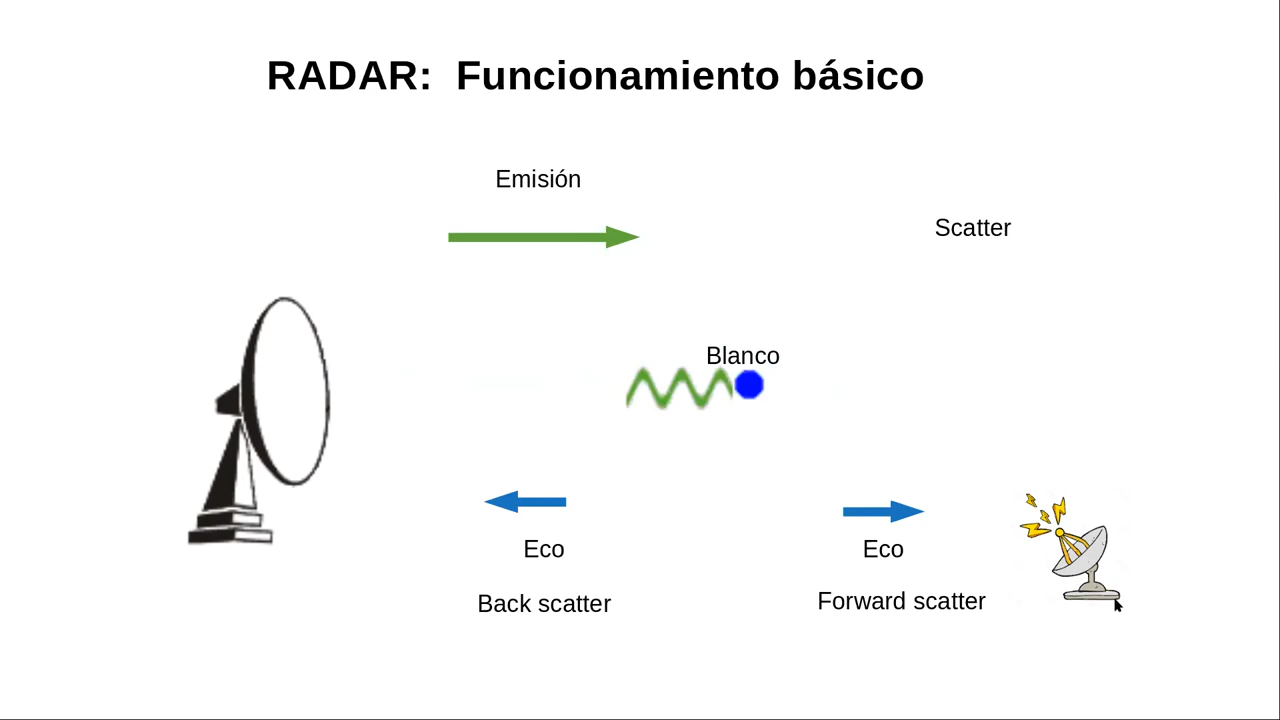 RADAR:  Funcionamiento básico
Emisión
Scatter
Blanco
Eco
Eco
Back scatter
Forward scatter